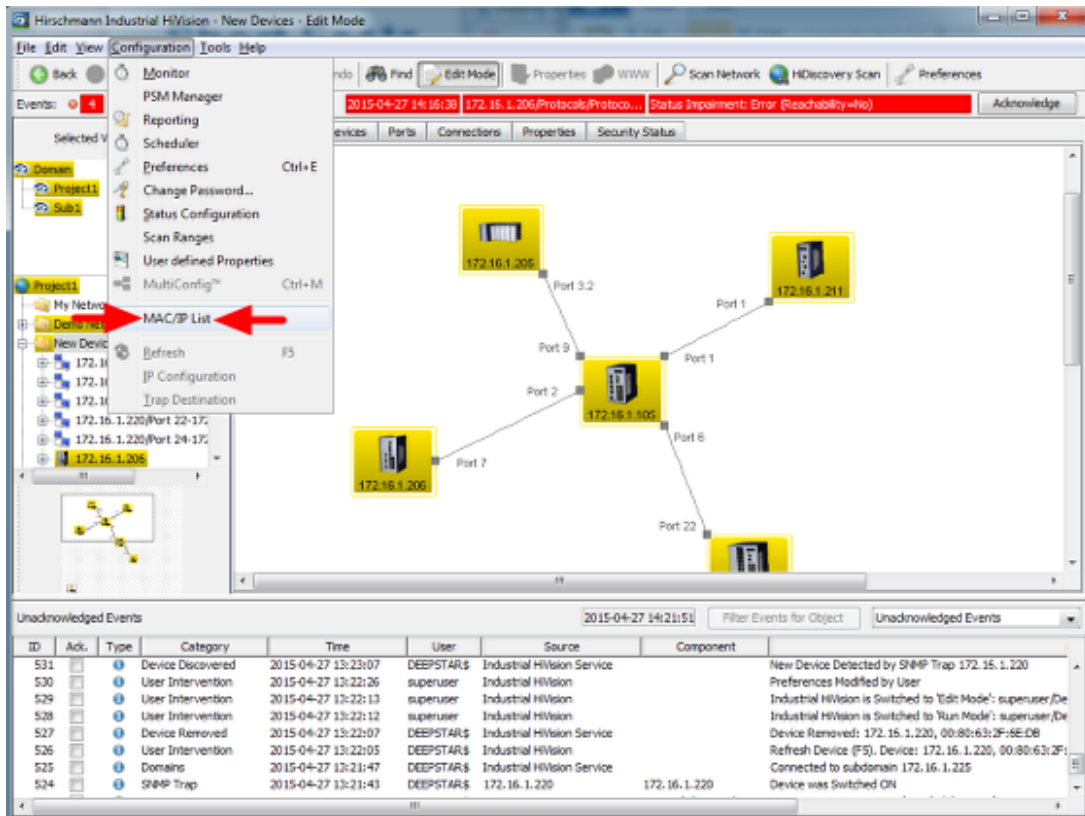 Hirschmann Industrial HiVision - New Devices - Edit Mode
File Edit View Configuration Tools Help
Back Find Edit Mode Properties WWW Scan Network HiDiscovery Scan Preferences
Events: 4 2015-04-27 14:16:38 172.16.1.206/Protocols/Protoco... Status Impairment: Error (Reachability=No) Acknowledge
Selected Ports Connections Properties Security Status
Monitor
PSM Manager
Reporting
Scheduler
Preferences Ctrl+E
Change Password...
Status Configuration
Scan Ranges
User defined Properties
MultiConfig™ Ctrl+M
MAC/IP List
Refresh F5
IP Configuration
Trap Destination
Domain
Project1
Sub1
Project1
My Netwo
Demo Net
New Devic
172.16
172.16.1.220/Port 22-172
172.16.1.220/Port 24-172
172.16.1.206
172.16.1.205
Port 3.2
172.16.1.211
Port 1
Port 9
Port 1
Port 2
172.16.1.105
Port 6
Port 7
172.16.1.206
Port 22
Unacknowledged Events 2015-04-27 14:21:51 Filter Events for Object Unacknowledged Events
ID Ack. Type Category Time User Source Component
531 Device Discovered 2015-04-27 13:23:07 DEEPSTAR$ Industrial HiVision Service New Device Detected by SNMP Trap 172.16.1.220
530 User Intervention 2015-04-27 13:22:26 superuser Industrial HiVision Preferences Modified by User
529 User Intervention 2015-04-27 13:22:13 superuser Industrial HiVision Industrial HiVision is Switched to 'Edit Mode': superuser/De
528 User Intervention 2015-04-27 13:22:12 superuser Industrial HiVision Industrial HiVision is Switched to 'Run Mode': superuser/De
527 Device Removed 2015-04-27 13:22:07 DEEPSTAR$ Industrial HiVision Service Device Removed: 172.16.1.220, 00:80:63:2F:6E:DB
526 User Intervention 2015-04-27 13:22:05 DEEPSTAR$ Industrial HiVision Refresh Device (F5). Device: 172.16.1.220, 00:80:63:2F:
525 Domains 2015-04-27 13:21:47 DEEPSTAR$ Industrial HiVision Service Connected to subdomain 172.16.1.225
524 SNMP Trap 2015-04-27 13:21:43 DEEPSTAR$ 172.16.1.220 172.16.1.220 Device was Switched ON